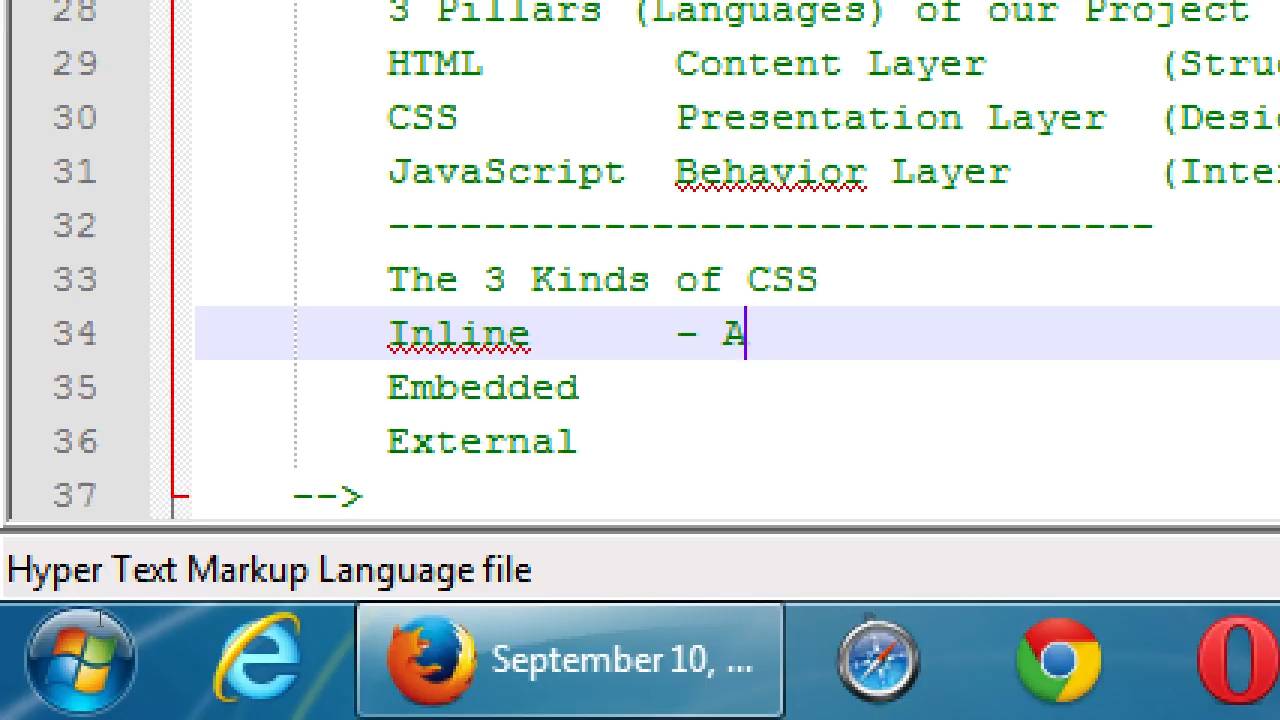 28 3 Pillars (Languages) of our Project
29 HTML Content Layer (Struc
30 CSS Presentation Layer (Desi
31 JavaScript Behavior Layer (Inte
32 --------------------------------
33 The 3 Kinds of CSS
34 Inline - A
35 Embedded
36 External
37 -->
Hyper Text Markup Language file
September 10, ...